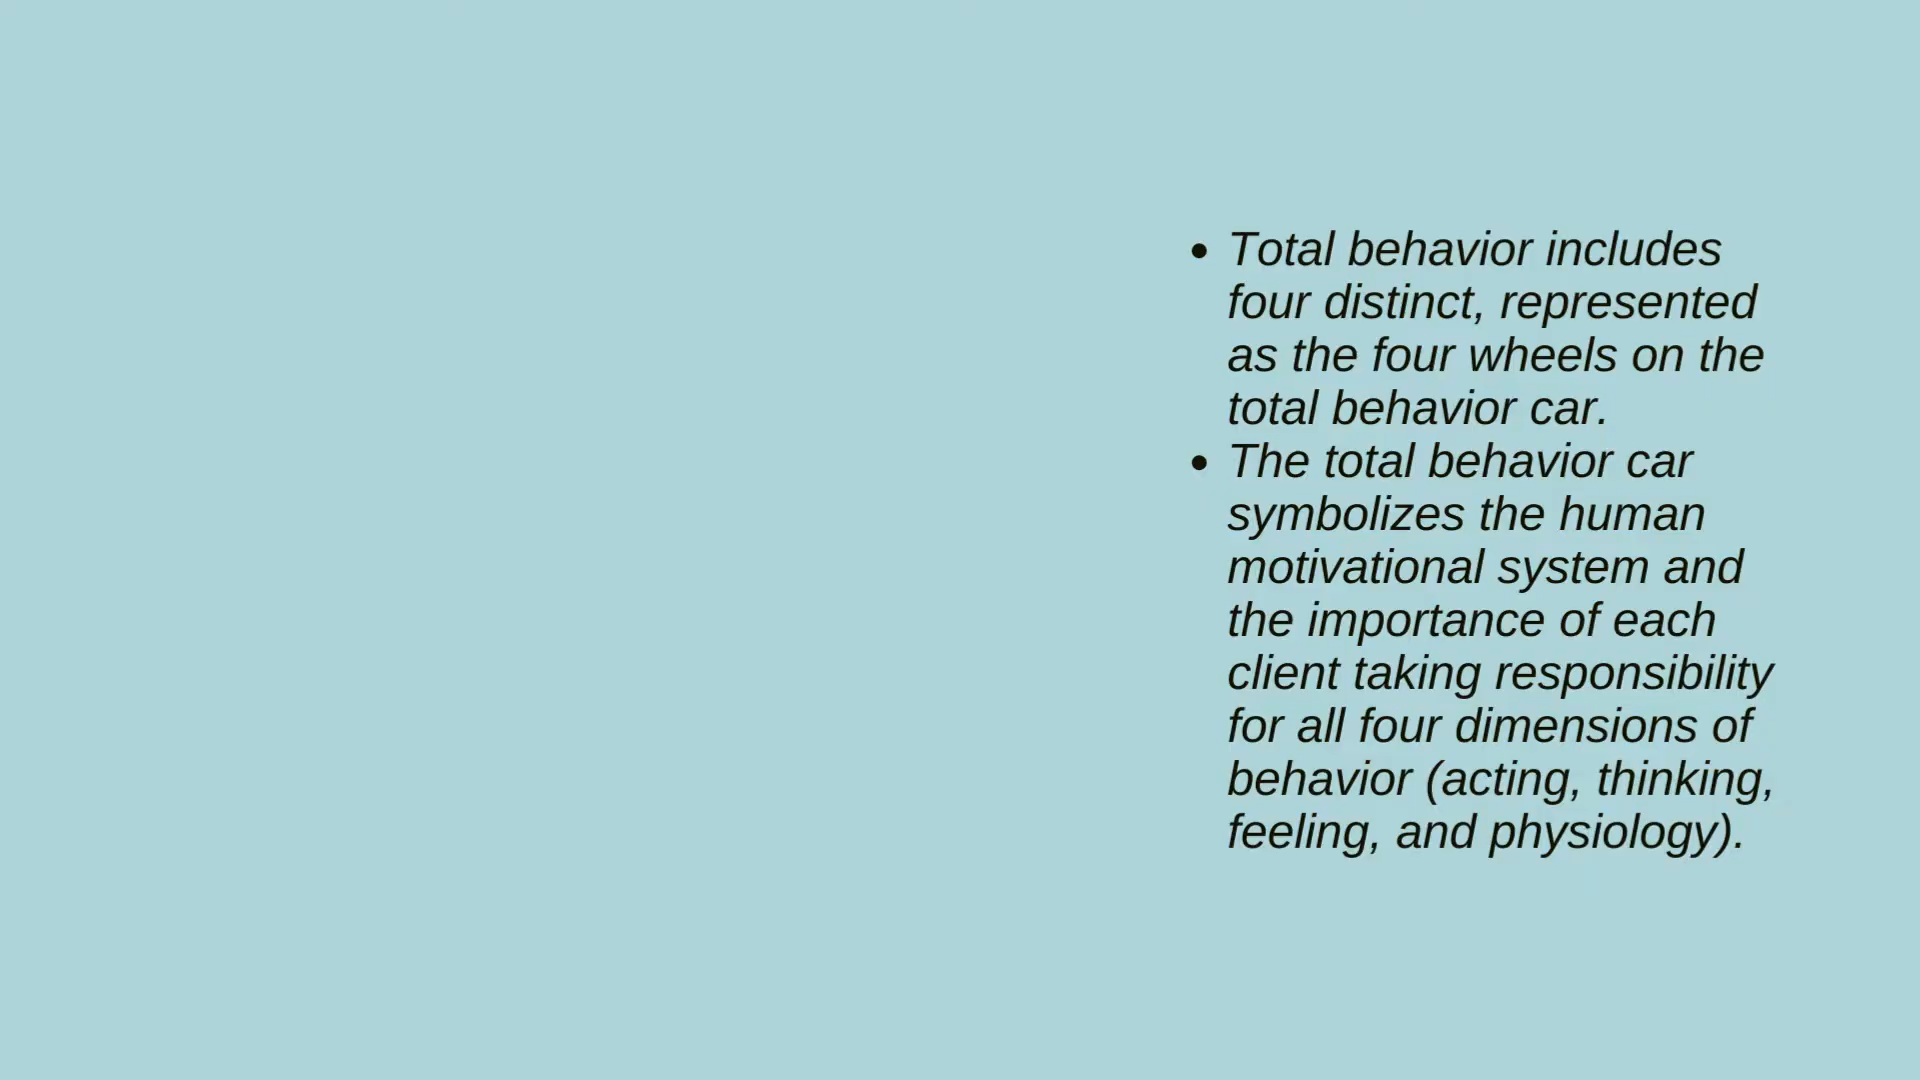 • Total behavior includes
four distinct, represented
as the four wheels on the
total behavior car.
• The total behavior car
symbolizes the human
motivational system and
the importance of each
client taking responsibility
for all four dimensions of
behavior (acting, thinking,
feeling, and physiology).